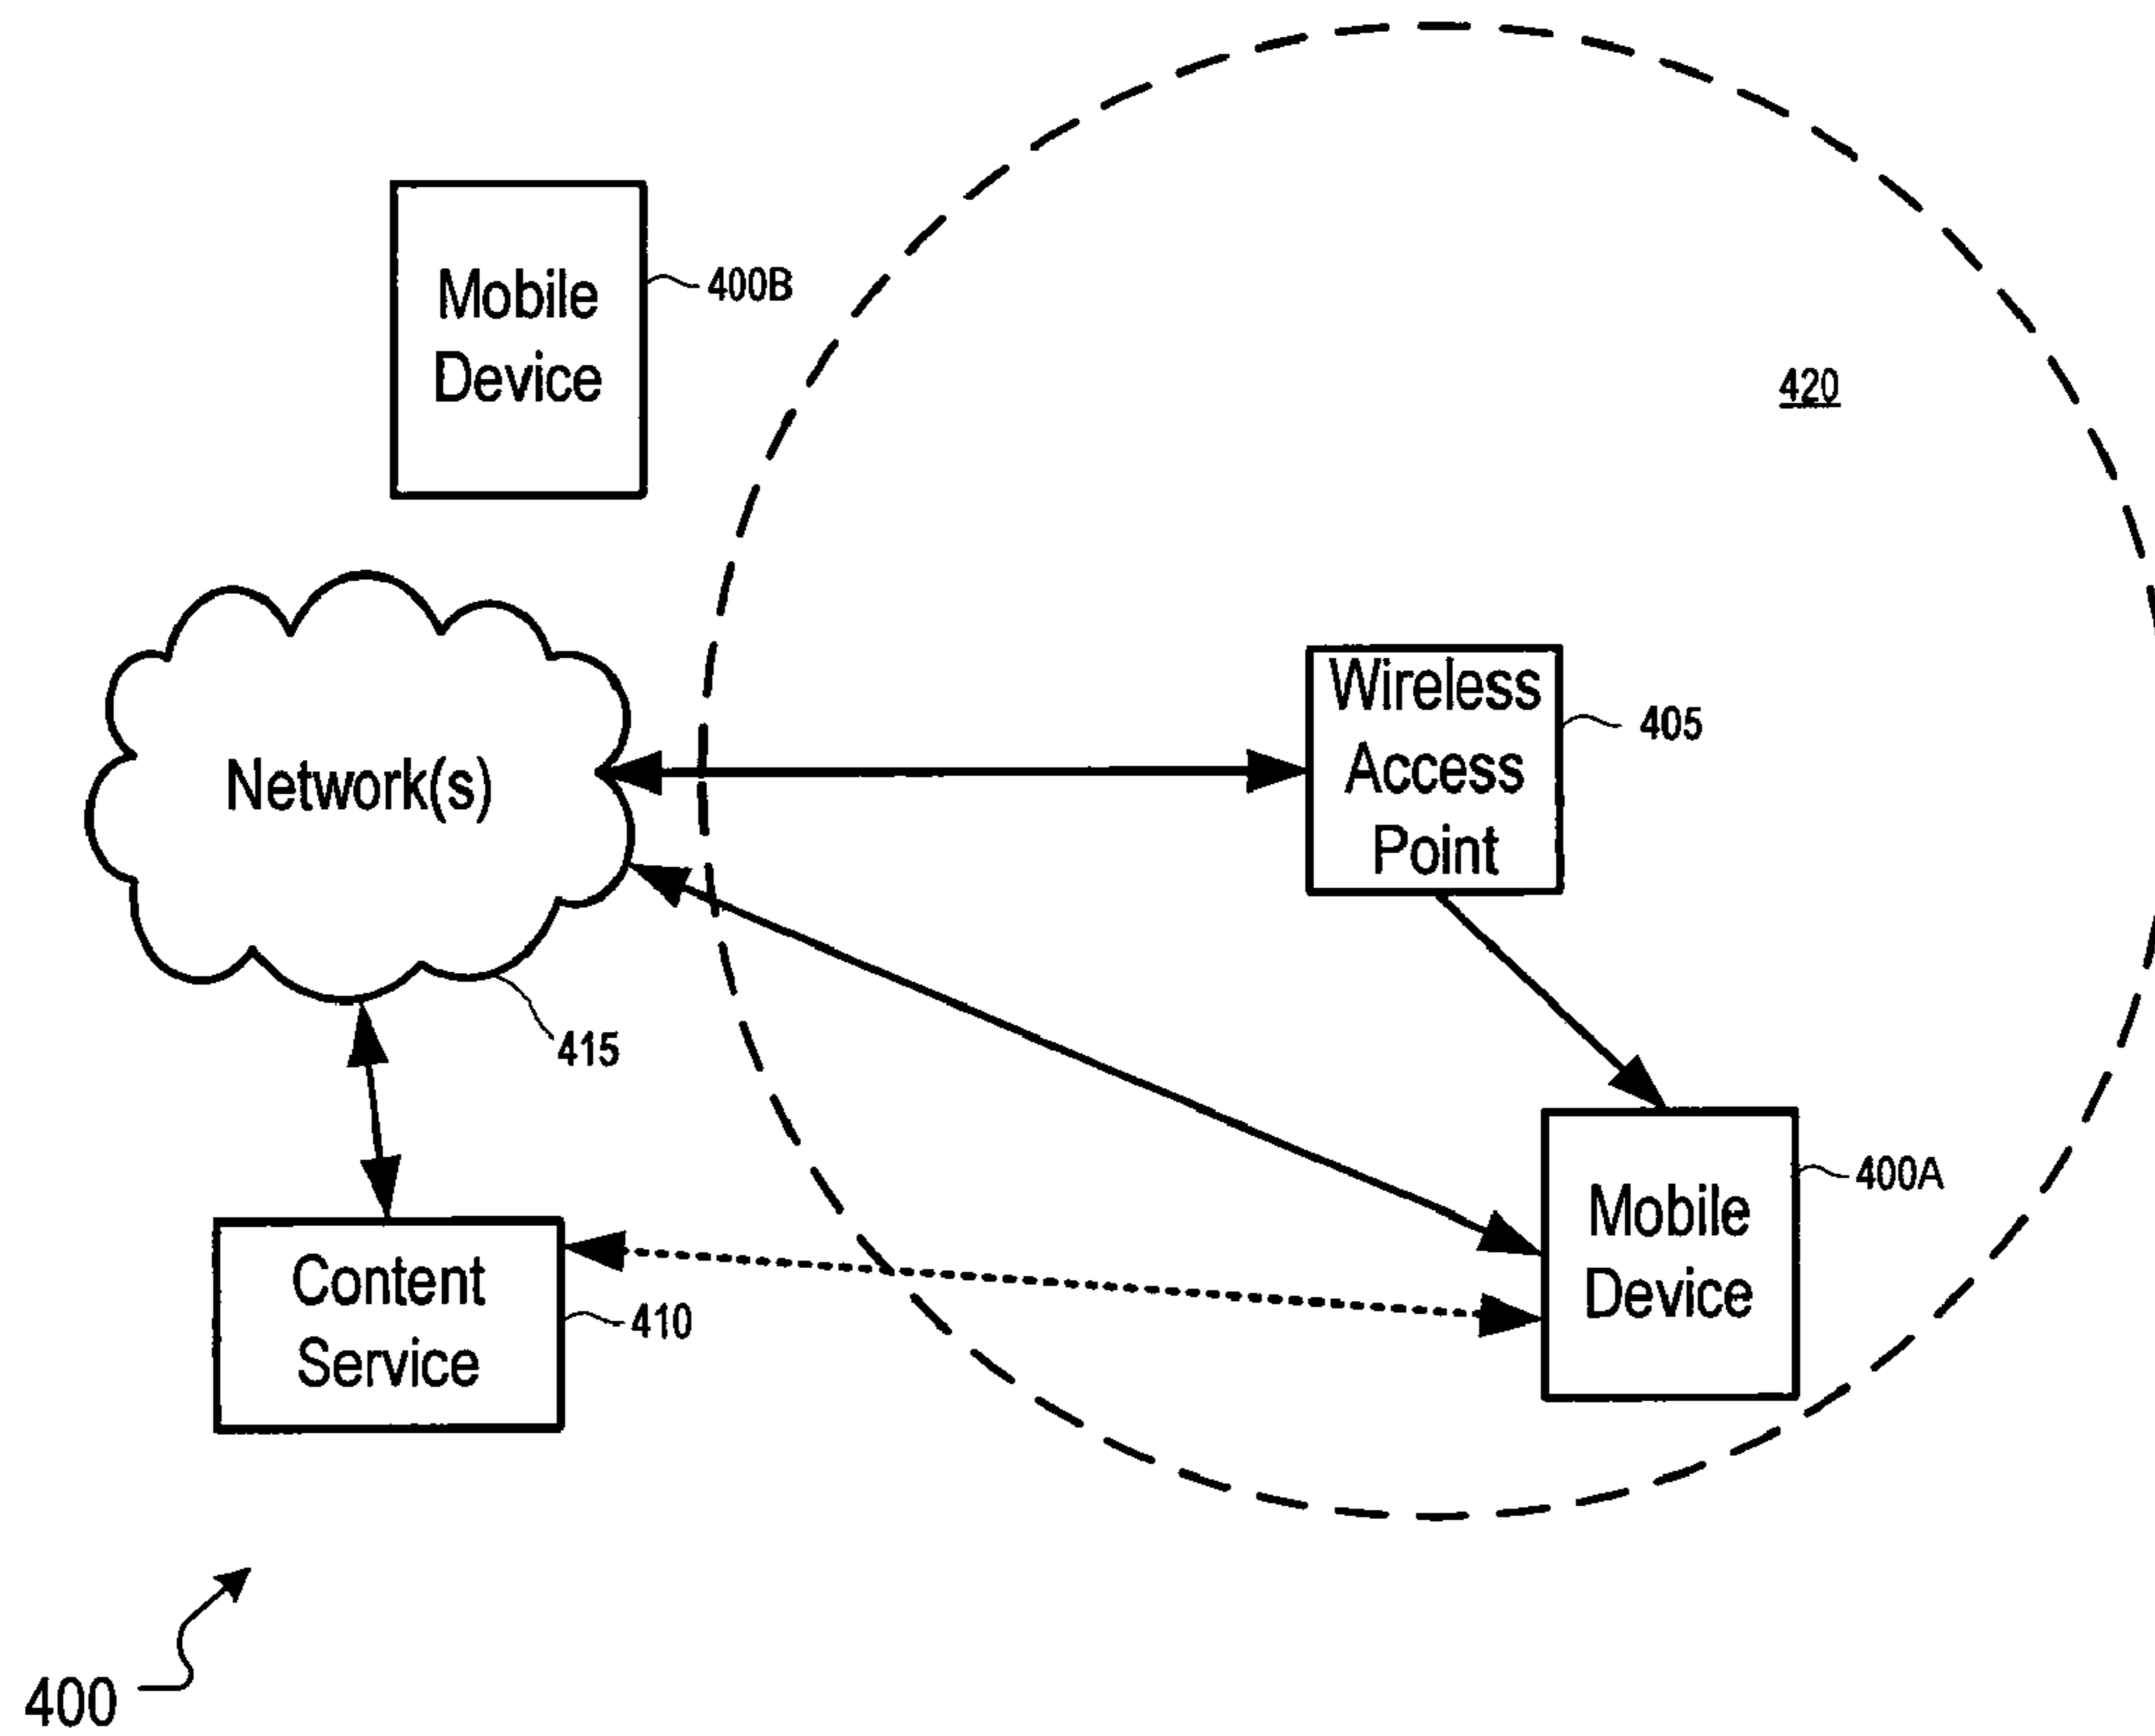 Mobile
Device
400B
420
Wireless
Access
Point
405
Network(s)
415
Mobile
Device
400A
Content
Service
410
400